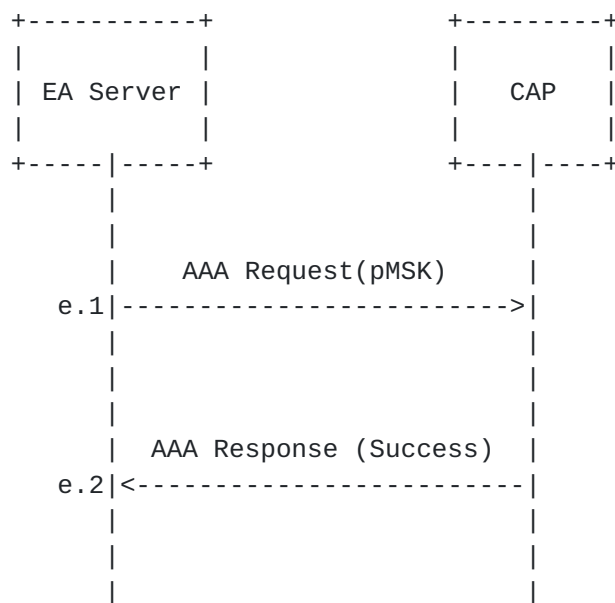 EA Server CAP
AAA Request(pMSK)
e.1
AAA Response (Success)
e.2